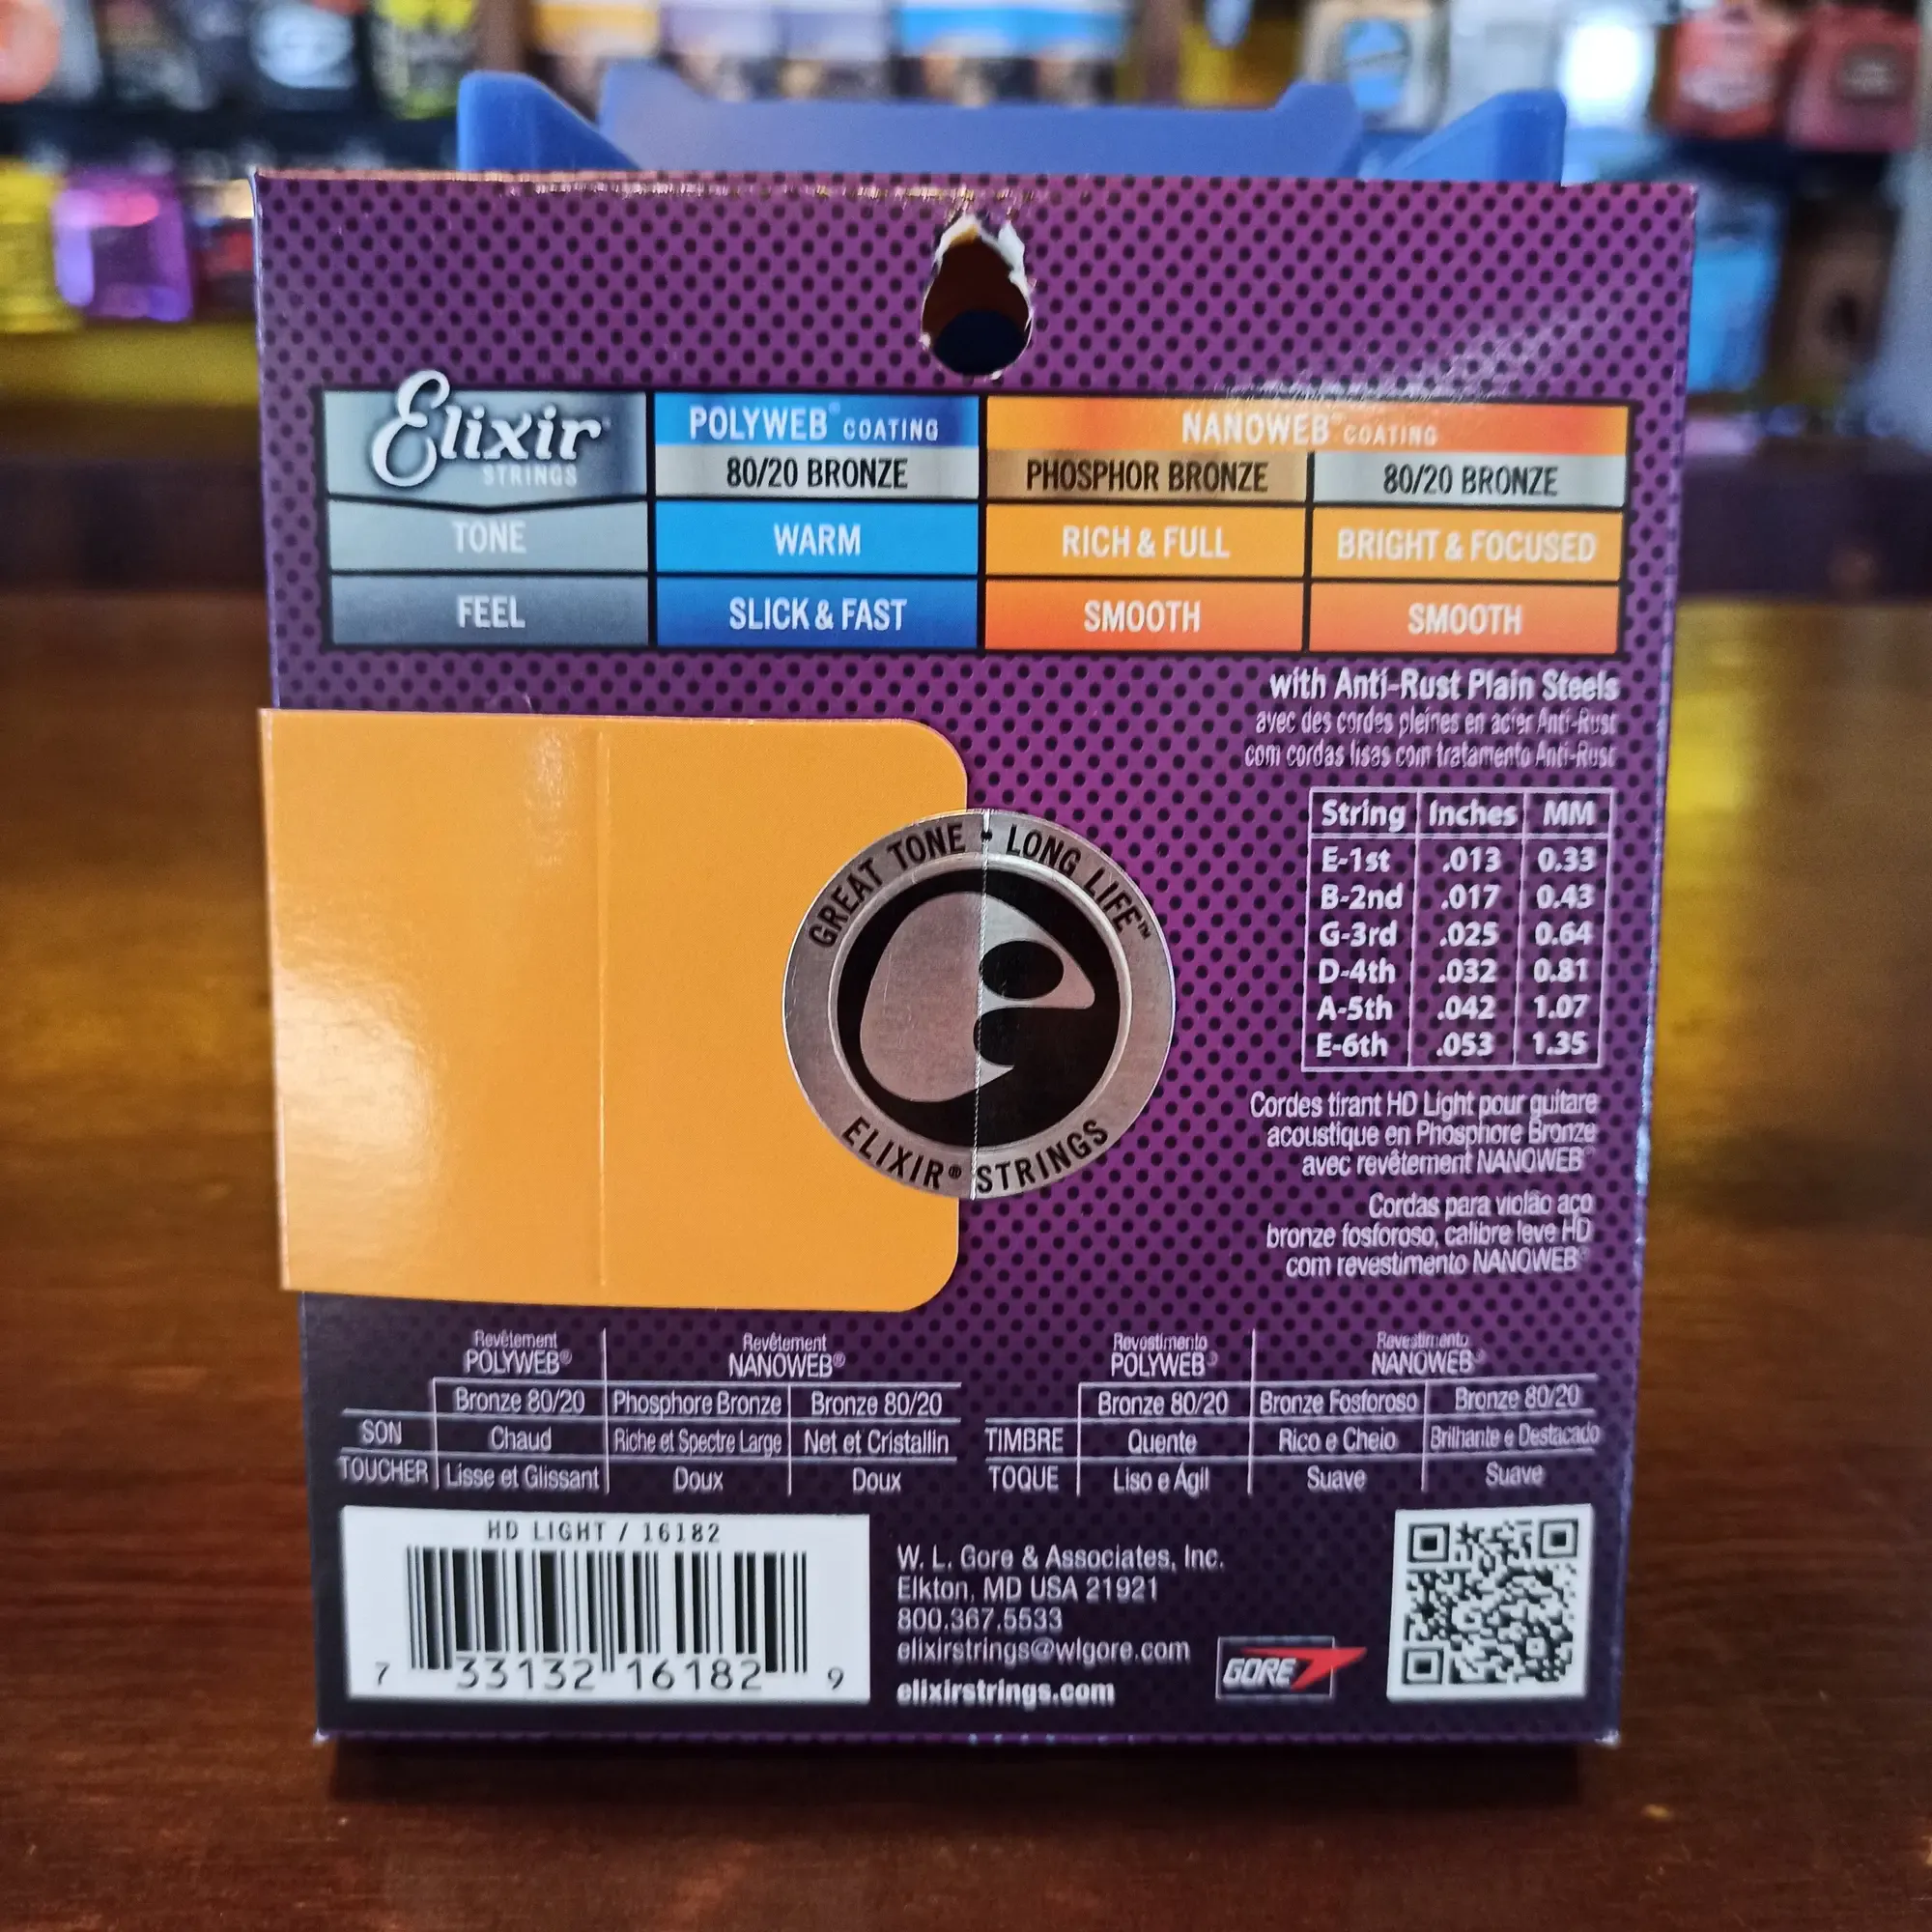 Elixir®
STRINGS
POLYWEB® COATING
NANOWEB® COATING
80/20 BRONZE
PHOSPHOR BRONZE
80/20 BRONZE
TONE
WARM
RICH & FULL
BRIGHT & FOCUSED
FEEL
SLICK & FAST
SMOOTH
SMOOTH
with Anti-Rust Plain Steels
avec des cordes pleines en acier Anti-Rust
com cordas lisas com tratamento Anti-Rust
GREAT TONE • LONG LIFE™
ELIXIR® STRINGS
String Inches MM
E-1st .013 0.33
B-2nd .017 0.43
G-3rd .025 0.64
D-4th .032 0.81
A-5th .042 1.07
E-6th .053 1.35
Cordes tirant HD Light pour guitare
acoustique en Phosphore Bronze
avec revêtement NANOWEB®
Cordas para violão aço
bronze fosforoso, calibre leve HD
com revestimento NANOWEB®
Revêtement
POLYWEB®
Revêtement
NANOWEB®
Bronze 80/20 Phosphore Bronze Bronze 80/20
SON Chaud Riche et Spectre Large Net et Cristallin
TOUCHER Lisse et Glissant Doux Doux
Revestimento
POLYWEB®
Revestimento
NANOWEB®
Bronze 80/20 Bronze Fosforoso Bronze 80/20
TIMBRE Quente Rico e Cheio Brilhante e Destacado
TOQUE Liso e Ágil Suave Suave
HD LIGHT / 16182
7 33132 16182 9
W. L. Gore & Associates, Inc.
Elkton, MD USA 21921
800.367.5533
elixirstrings@wlgore.com
elixirstrings.com
GORE